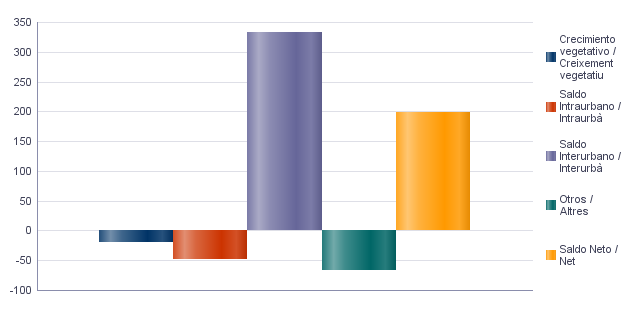 350
300
250
200
150
100
50
0
-50
-100
Crecimiento
vegetativo /
Creixement
vegetatiu
Saldo
Intraurbano /
Intraurbà
Saldo
Interurbano /
Interurbà
Otros /
Altres
Saldo Neto /
Net